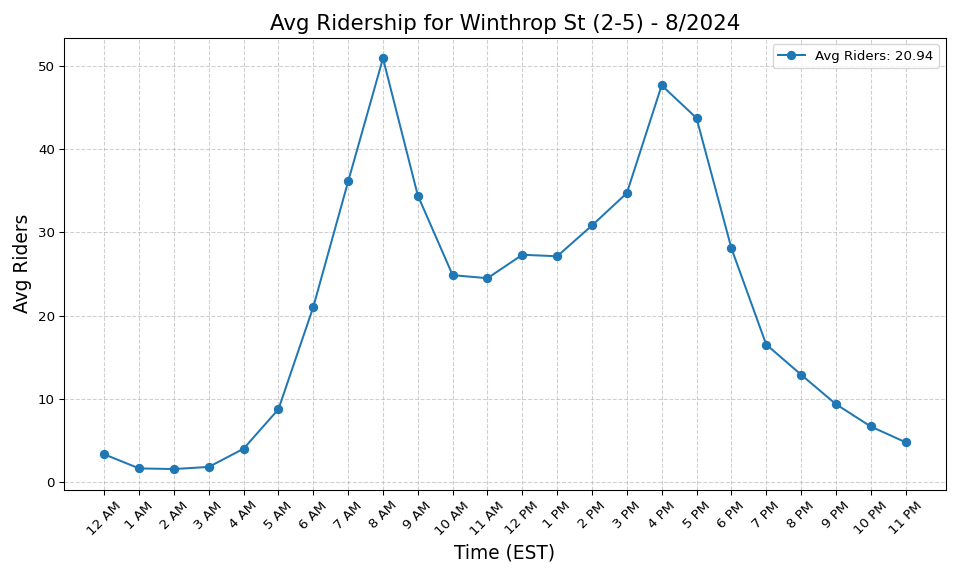 Avg Ridership for Winthrop St (2-5) - 8/2024
Avg Riders: 20.94
Avg Riders
50
40
30
20
10
0
12 AM
1 AM
2 AM
3 AM
4 AM
5 AM
6 AM
7 AM
8 AM
9 AM
10 AM
11 AM
12 PM
1 PM
2 PM
3 PM
4 PM
5 PM
6 PM
7 PM
8 PM
9 PM
10 PM
11 PM
Time (EST)